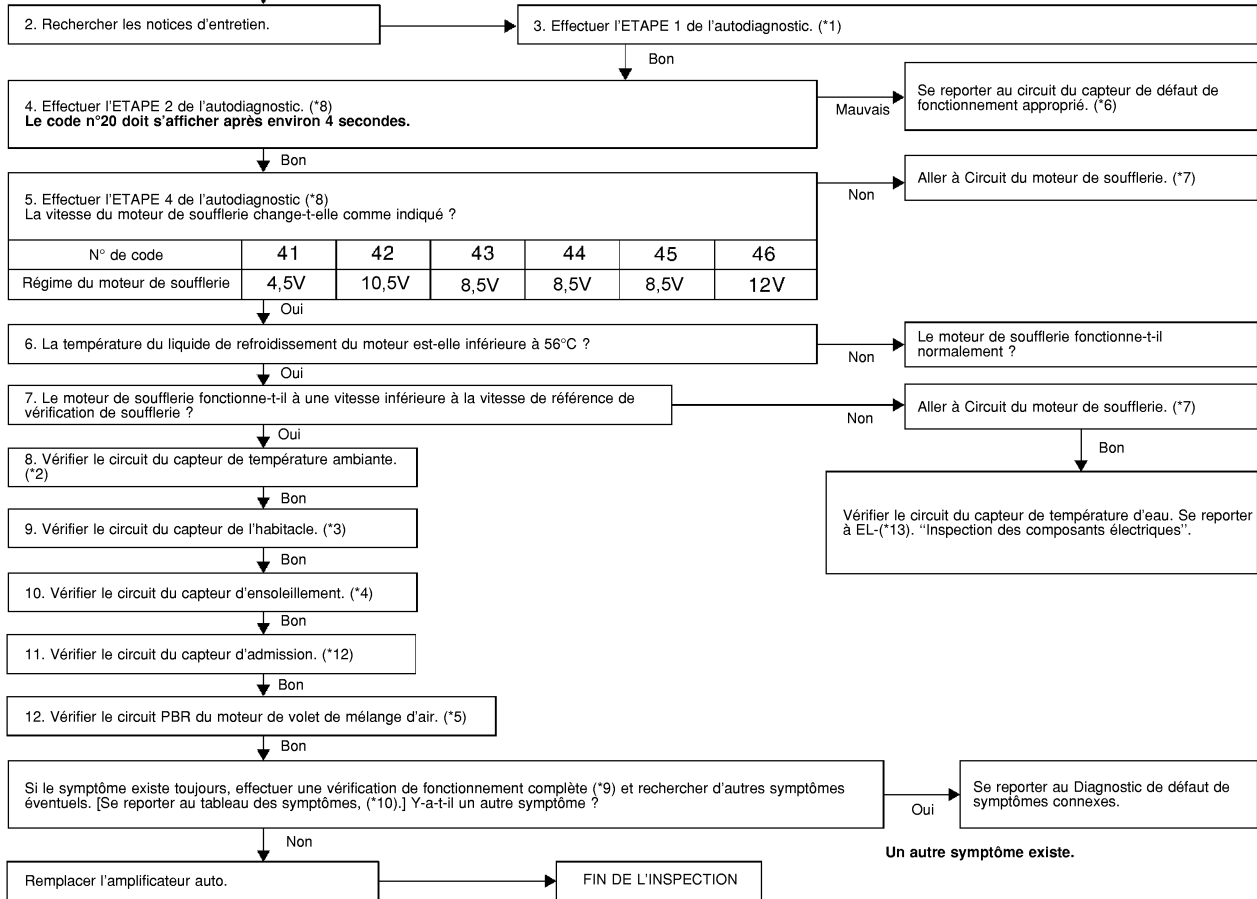 2. Rechercher les notices d'entretien.
3. Effectuer l'ETAPE 1 de l'autodiagnostic. (*1)
Bon
4. Effectuer l'ETAPE 2 de l'autodiagnostic. (*8)
Le code n°20 doit s'afficher après environ 4 secondes.
Mauvais
Se reporter au circuit du capteur de défaut de
fonctionnement approprié. (*6)
Bon
5. Effectuer l'ETAPE 4 de l'autodiagnostic (*8)
La vitesse du moteur de soufflerie change-t-elle comme indiqué ?
Non
Aller à Circuit du moteur de soufflerie. (*7)
N° de code 41 42 43 44 45 46
Régime du moteur de soufflerie 4,5V 10,5V 8,5V 8,5V 8,5V 12V
Oui
6. La température du liquide de refroidissement du moteur est-elle inférieure à 56°C ?
Non
Le moteur de soufflerie fonctionne-t-il
normalement ?
Oui
7. Le moteur de soufflerie fonctionne-t-il à une vitesse inférieure à la vitesse de référence de
vérification de soufflerie ?
Non
Aller à Circuit du moteur de soufflerie. (*7)
Oui
Bon
8. Vérifier le circuit du capteur de température ambiante.
(*2)
Bon
Vérifier le circuit du capteur de température d'eau. Se reporter
à EL-(*13). “Inspection des composants électriques”.
9. Vérifier le circuit du capteur de l'habitacle. (*3)
Bon
10. Vérifier le circuit du capteur d'ensoleillement. (*4)
Bon
11. Vérifier le circuit du capteur d'admission. (*12)
Bon
12. Vérifier le circuit PBR du moteur de volet de mélange d'air. (*5)
Bon
Si le symptôme existe toujours, effectuer une vérification de fonctionnement complète (*9) et rechercher d'autres symptômes
éventuels. [Se reporter au tableau des symptômes, (*10).] Y-a-t-il un autre symptôme ?
Oui
Se reporter au Diagnostic de défaut de
symptômes connexes.
Non
Un autre symptôme existe.
Remplacer l'amplificateur auto.
FIN DE L'INSPECTION